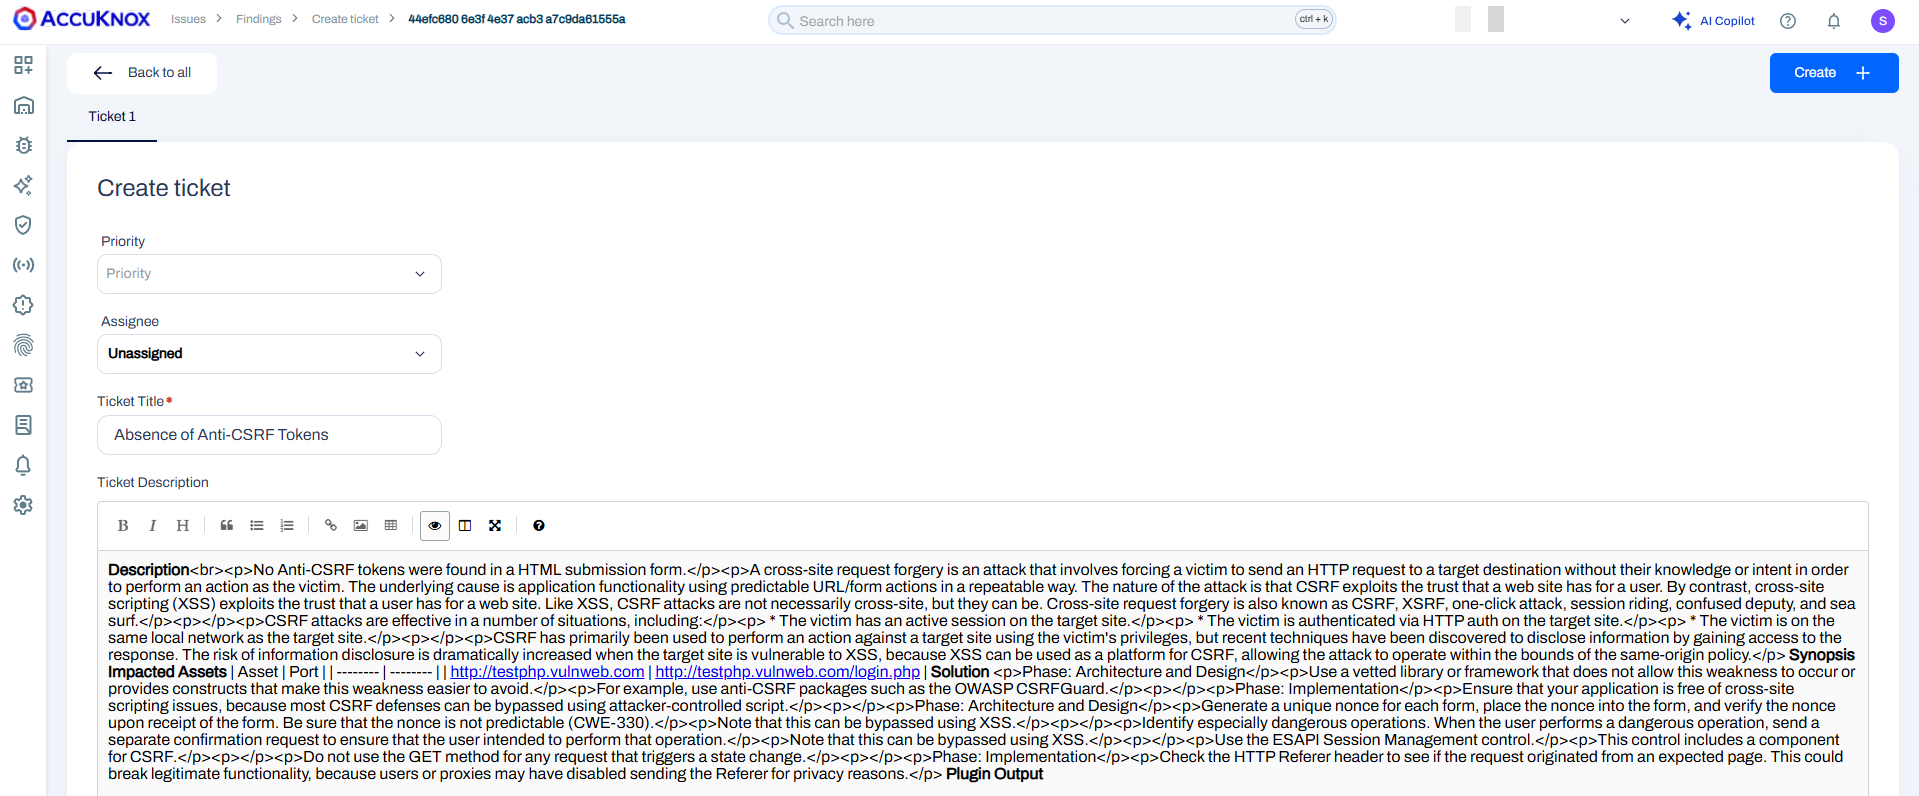 ACCUKNOX
Issues > Findings > Create ticket > 44efc680 6e3f 4e37 acb3 a7c9da61555a
Search here
ctrl + k
AI Copilot
S
Back to all
Create +
Ticket 1
Create ticket
Priority
Priority
Assignee
Unassigned
Ticket Title*
Absence of Anti-CSRF Tokens
Ticket Description
B I H
Description<br><p>No Anti-CSRF tokens were found in a HTML submission form.</p><p>A cross-site request forgery is an attack that involves forcing a victim to send an HTTP request to a target destination without their knowledge or intent in order
to perform an action as the victim. The underlying cause is application functionality using predictable URL/form actions in a repeatable way. The nature of the attack is that CSRF exploits the trust that a web site has for a user. By contrast, cross-site
scripting (XSS) exploits the trust that a user has for a web site. Like XSS, CSRF attacks are not necessarily cross-site, but they can be. Cross-site request forgery is also known as CSRF, XSRF, one-click attack, session riding, confused deputy, and sea
surf.</p><p></p><p>CSRF attacks are effective in a number of situations, including:</p><p> * The victim has an active session on the target site.</p><p> * The victim is authenticated via HTTP auth on the target site.</p><p> * The victim is on the
same local network as the target site.</p><p></p><p>CSRF has primarily been used to perform an action against a target site using the victim's privileges, but recent techniques have been discovered to disclose information by gaining access to the
response. The risk of information disclosure is dramatically increased when the target site is vulnerable to XSS, because XSS can be used as a platform for CSRF, allowing the attack to operate within the bounds of the same-origin policy.</p> Synopsis
Impacted Assets | Asset | Port | | -------- | -------- | | http://testphp.vulnweb.com | http://testphp.vulnweb.com/login.php | Solution <p>Phase: Architecture and Design</p><p>Use a vetted library or framework that does not allow this weakness to occur or
provides constructs that make this weakness easier to avoid.</p><p>For example, use anti-CSRF packages such as the OWASP CSRFGuard.</p><p></p><p>Phase: Implementation</p><p>Ensure that your application is free of cross-site
scripting issues, because most CSRF defenses can be bypassed using attacker-controlled script.</p><p></p><p>Phase: Architecture and Design</p><p>Generate a unique nonce for each form, place the nonce into the form, and verify the nonce
upon receipt of the form. Be sure that the nonce is not predictable (CWE-330).</p><p>Note that this can be bypassed using XSS.</p><p></p><p>Identify especially dangerous operations. When the user performs a dangerous operation, send a
separate confirmation request to ensure that the user intended to perform that operation.</p><p>Note that this can be bypassed using XSS.</p><p></p><p>Use the ESAPI Session Management control.</p><p>This control includes a component
for CSRF.</p><p></p><p>Do not use the GET method for any request that triggers a state change.</p><p></p><p>Phase: Implementation</p><p>Check the HTTP Referer header to see if the request originated from an expected page. This could
break legitimate functionality, because users or proxies may have disabled sending the Referer for privacy reasons.</p> Plugin Output